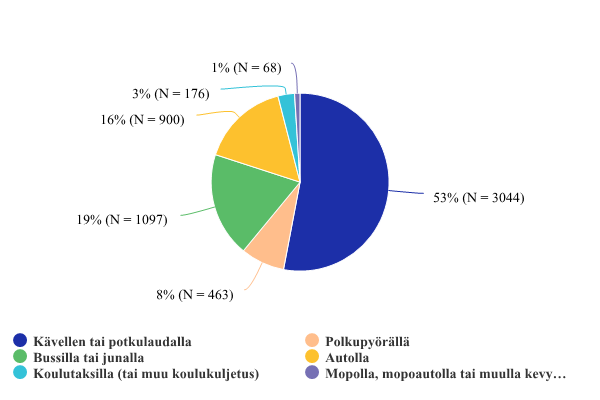 1% (N = 68)
3% (N = 176)
16% (N = 900)
53% (N = 3044)
19% (N = 1097)
8% (N = 463)
Kävellen tai potkulaudalla
Polkupyörällä
Bussilla tai junalla
Autolla
Koulutaksilla (tai muu koulukuljetus)
Mopolla, mopoautolla tai muulla kevy…